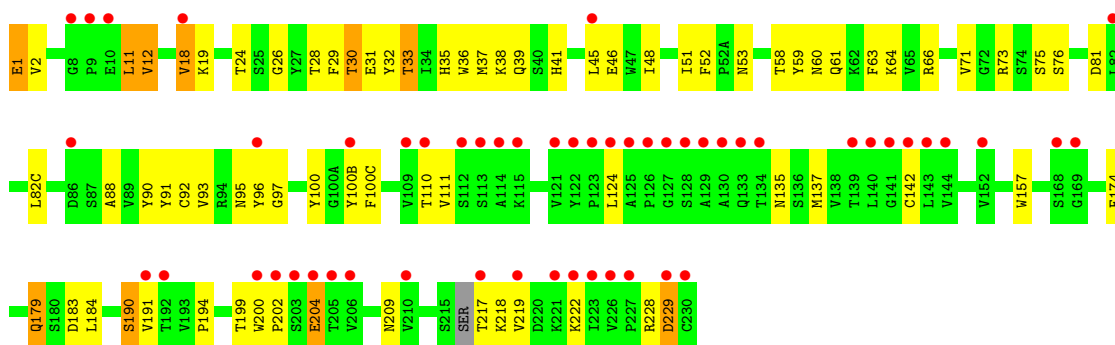 E1 V2 G8 P9 E10 L11 V12 V18 K19 T24 S25 G26 Y27 T28 F29 T30 E31 Y32 T33 I34 H35 W36 M37 K38 Q39 S40 H41 L45 E46 W47 I48 I51 F52 P52A N53 T58 Y59 N60 Q61 K62 F63 K64 V65 R66 V71 G72 R73 S74 S75 S76 D81 L82
L82C D86 S87 A88 V89 Y90 Y91 C92 V93 R94 N95 Y96 G97 Y100 G100A Y100B F100C V109 T110 V111 S112 S113 A114 K115 V121 Y122 P123 L124 A125 P126 G127 S128 A129 A130 Q133 T134 N135 S136 M137 V138 T139 L140 G141 C142 L143 V144 V152 W157 S168 G169
Q179 S180 D183 L184 S190 V191 T192 V193 P194 T199 W200 P202 S203 E204 T205 V206 N209 V210 S215 SER T217 K218 V219 D220 K221 K222 I223 V226 P227 R228 D229 C230